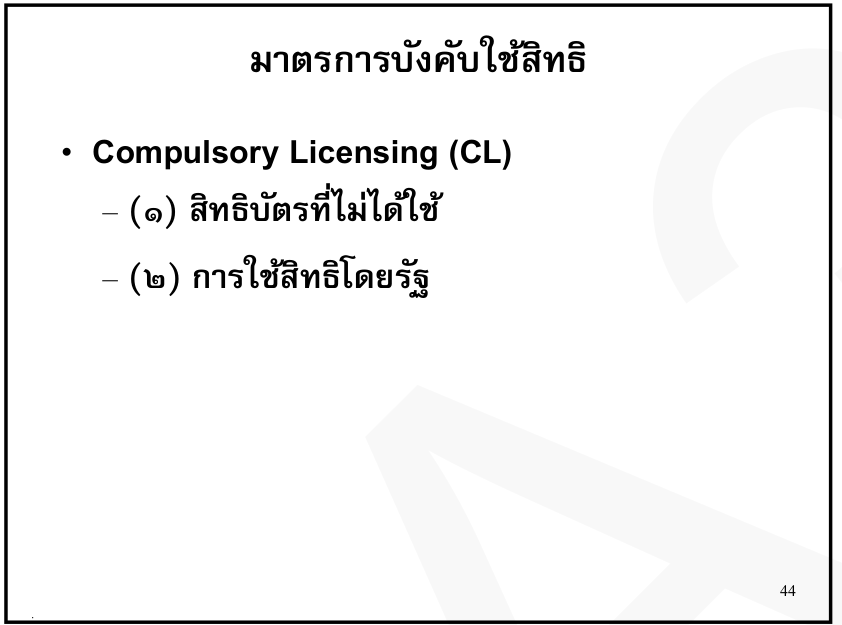 มาตรการบังคับใช้สิทธิ
• Compulsory Licensing (CL)
– (๑) สิทธิบัตรที่ไม่ได้ใช้
– (๒) การใช้สิทธิโดยรัฐ
44